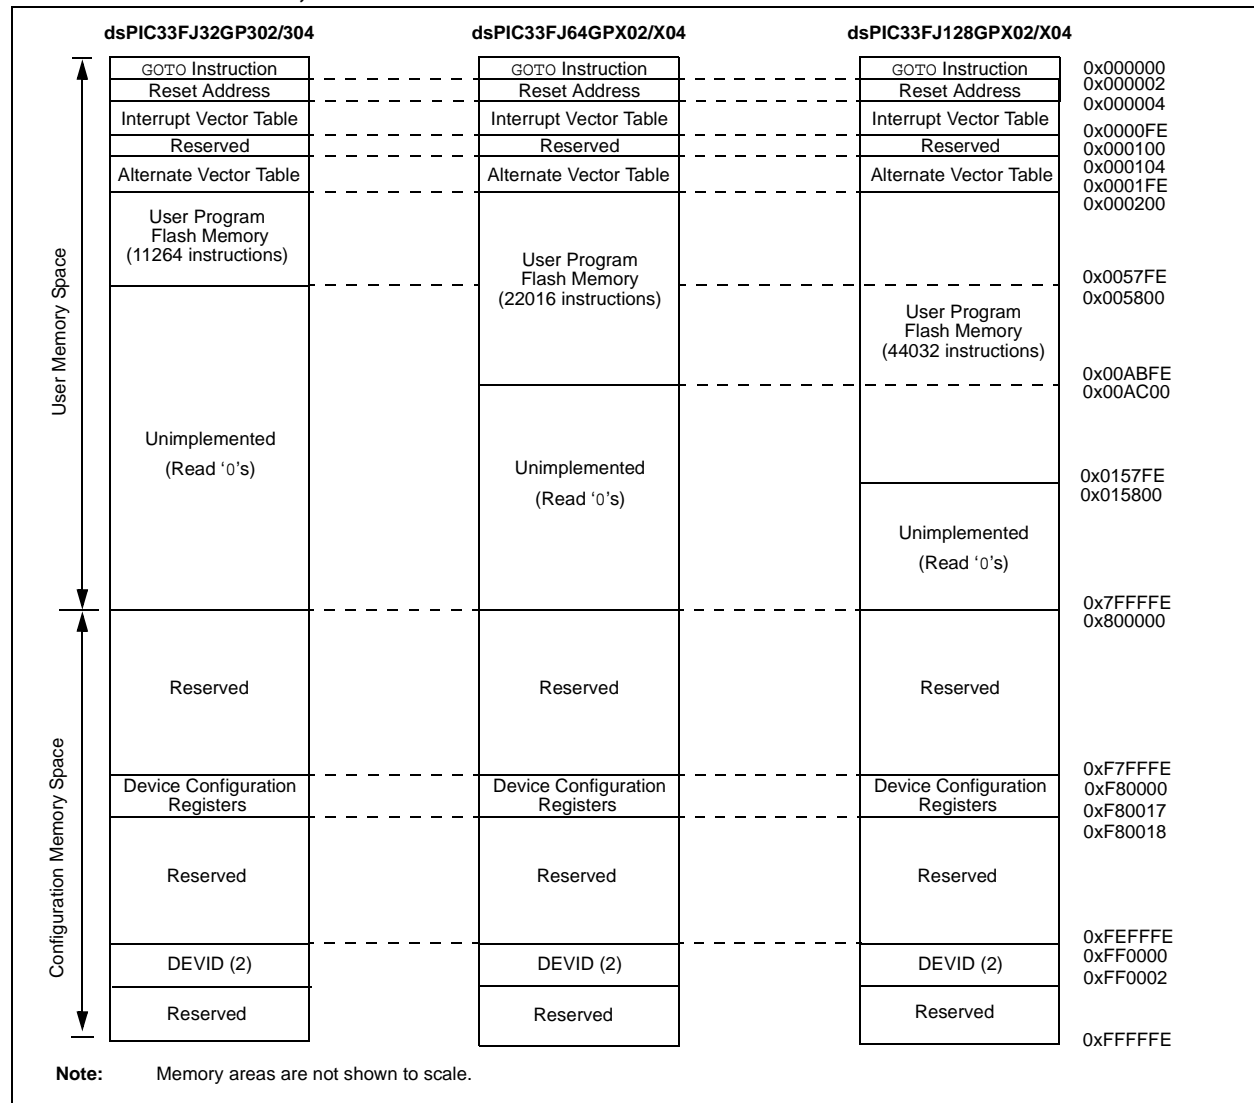 dsPIC33FJ32GP302/304
dsPIC33FJ64GPX02/X04
dsPIC33FJ128GPX02/X04
GOTO Instruction
Reset Address
Interrupt Vector Table
Reserved
Alternate Vector Table
User Program
Flash Memory
(11264 instructions)
Unimplemented
(Read ‘0’s)
Reserved
Device Configuration
Registers
Reserved
DEVID (2)
Reserved
GOTO Instruction
Reset Address
Interrupt Vector Table
Reserved
Alternate Vector Table
User Program
Flash Memory
(22016 instructions)
Unimplemented
(Read ‘0’s)
Reserved
Device Configuration
Registers
Reserved
DEVID (2)
Reserved
GOTO Instruction
Reset Address
Interrupt Vector Table
Reserved
Alternate Vector Table
User Program
Flash Memory
(44032 instructions)
Unimplemented
(Read ‘0’s)
Reserved
Device Configuration
Registers
Reserved
DEVID (2)
Reserved
0x000000
0x000002
0x000004
0x0000FE
0x000100
0x000104
0x0001FE
0x000200
0x0057FE
0x005800
0x00ABFE
0x00AC00
0x0157FE
0x015800
0x7FFFFE
0x800000
0xF7FFFE
0xF80000
0xF80017
0xF80018
0xFEFFFE
0xFF0000
0xFF0002
0xFFFFFE
User Memory Space
Configuration Memory Space
Note: Memory areas are not shown to scale.